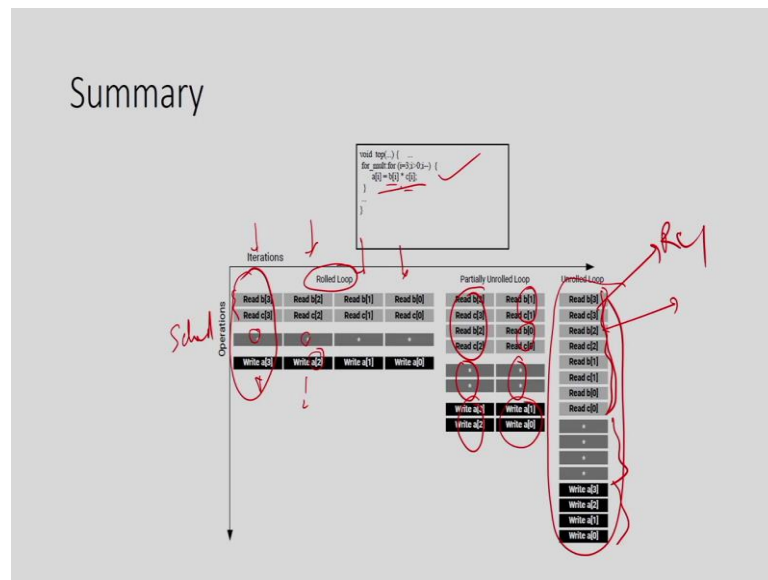 Summary
void top(...) { ...
for_mult:for (i=3;i>0;i--) {
a[i] = b[i] * c[i];
}
...
}
Iterations
Rolled Loop Partially Unrolled Loop Unrolled Loop
Operations
Read b[3] Read b[2] Read b[1] Read b[0]
Read c[3] Read c[2] Read c[1] Read c[0]
* * * *
Write a[3] Write a[2] Write a[1] Write a[0]
Read b[3] Read b[1]
Read c[3] Read c[1]
Read b[2] Read b[0]
Read c[2] Read c[0]
* *
* *
Write a[3] Write a[1]
Write a[2] Write a[0]
Read b[3]
Read c[3]
Read b[2]
Read c[2]
Read b[1]
Read c[1]
Read b[0]
Read c[0]
*
*
*
*
Write a[3]
Write a[2]
Write a[1]
Write a[0]
Sched